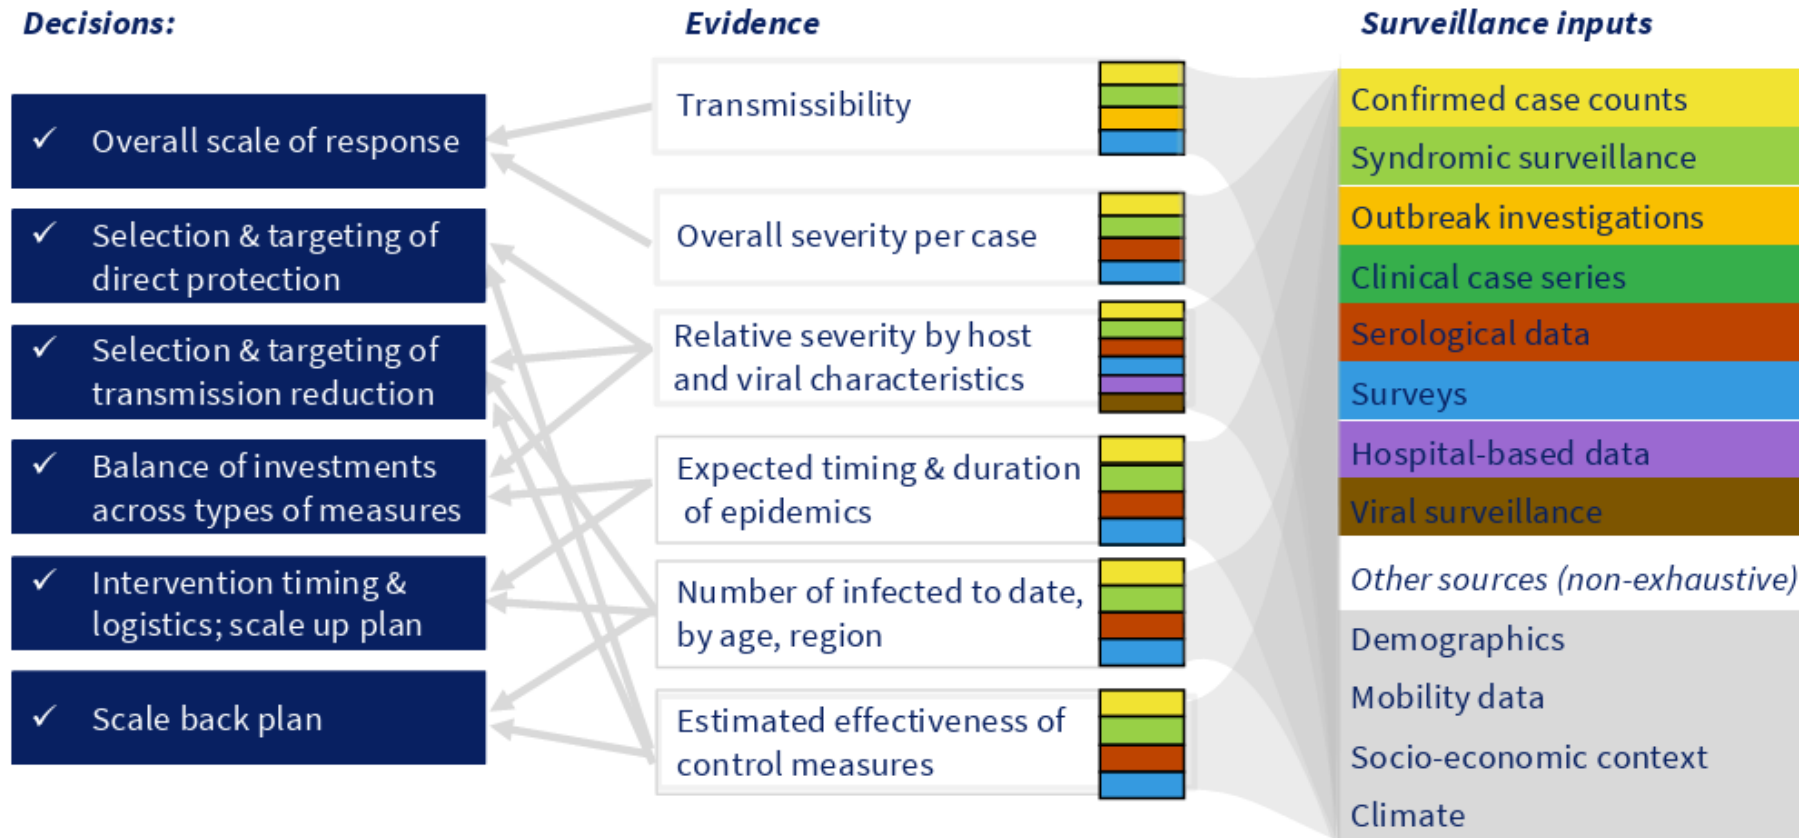 Decisions:
✓ Overall scale of response
✓ Selection & targeting of
direct protection
✓ Selection & targeting of
transmission reduction
✓ Balance of investments
across types of measures
✓ Intervention timing &
logistics; scale up plan
✓ Scale back plan
Evidence
Transmissibility
Overall severity per case
Relative severity by host
and viral characteristics
Expected timing & duration
of epidemics
Number of infected to date,
by age, region
Estimated effectiveness of
control measures
Surveillance inputs
Confirmed case counts
Syndromic surveillance
Outbreak investigations
Clinical case series
Serological data
Surveys
Hospital-based data
Viral surveillance
Other sources (non-exhaustive)
Demographics
Mobility data
Socio-economic context
Climate